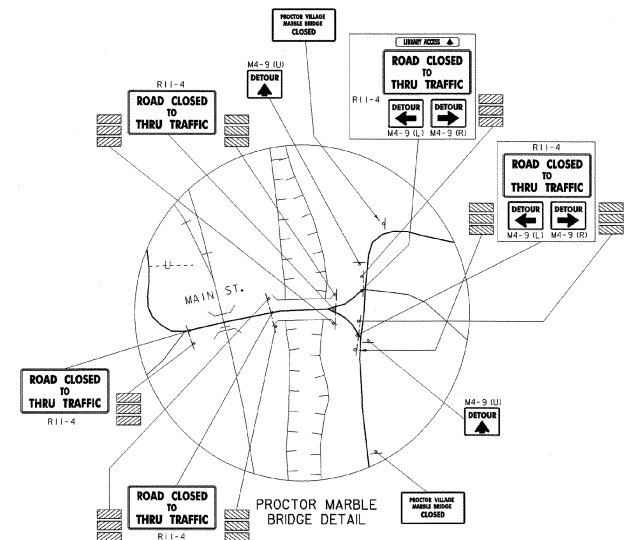 PROCTOR VILLAGE
MARBLE BRIDGE
CLOSED
LIBRARY ACCESS
ROAD CLOSED
TO
THRU TRAFFIC
R11-4
DETOUR
DETOUR
M4-9 (L)
M4-9 (R)
M4-9 (U)
DETOUR
R11-4
ROAD CLOSED
TO
THRU TRAFFIC
R11-4
ROAD CLOSED
TO
THRU TRAFFIC
DETOUR
DETOUR
M4-9 (L)
M4-9 (R)
MAIN ST.
ROAD CLOSED
TO
THRU TRAFFIC
R11-4
M4-9 (U)
DETOUR
ROAD CLOSED
TO
THRU TRAFFIC
R11-4
PROCTOR MARBLE
BRIDGE DETAIL
PROCTOR VILLAGE
MARBLE BRIDGE
CLOSED